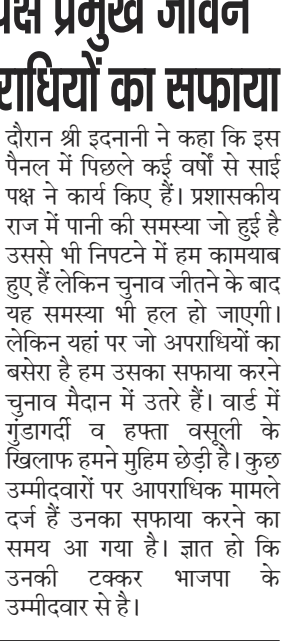 प्रमुख जीवन
का सफाया
दौरान श्री इदनानी ने कहा कि इस
पैनल में पिछले कई वर्षों से साई
पक्ष ने कार्य किए हैं। प्रशासकीय
राज में पानी की समस्या जो हुई है
उससे भी निपटने में हम कामयाब
हुए हैं लेकिन चुनाव जीतने के बाद
यह समस्या भी हल हो जाएगी।
लेकिन यहां पर जो अपराधियों का
बसेरा है हम उसका सफाया करने
चुनाव मैदान में उतरे हैं। वार्ड में
गुंडागर्दी व हफ्ता वसूली के
खिलाफ हमने मुहिम छेड़ी है। कुछ
उम्मीदवारों पर आपराधिक मामले
दर्ज हैं उनका सफाया करने का
समय आ गया है। ज्ञात हो कि
उनकी टक्कर भाजपा के
उम्मीदवार से है।